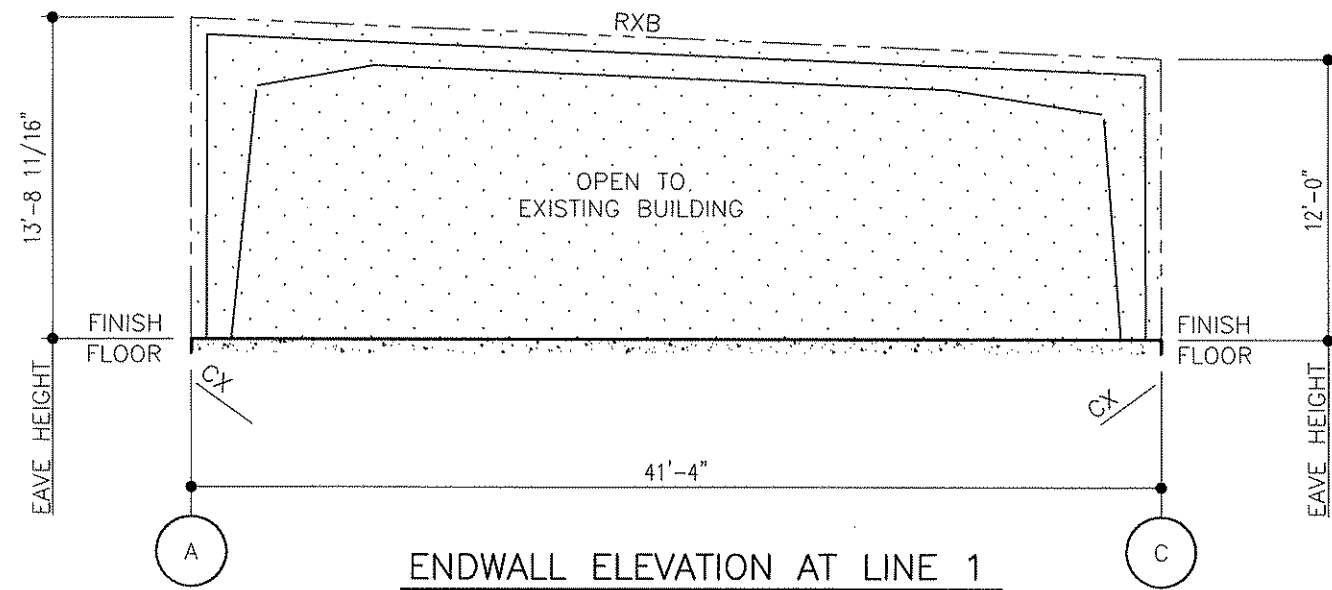 RXB
13'-8 11/16"
12'-0"
OPEN TO
EXISTING BUILDING
FINISH
FLOOR
FINISH
FLOOR
EAVE HEIGHT
EAVE HEIGHT
CX
CX
41'-4"
A
C
ENDWALL ELEVATION AT LINE 1